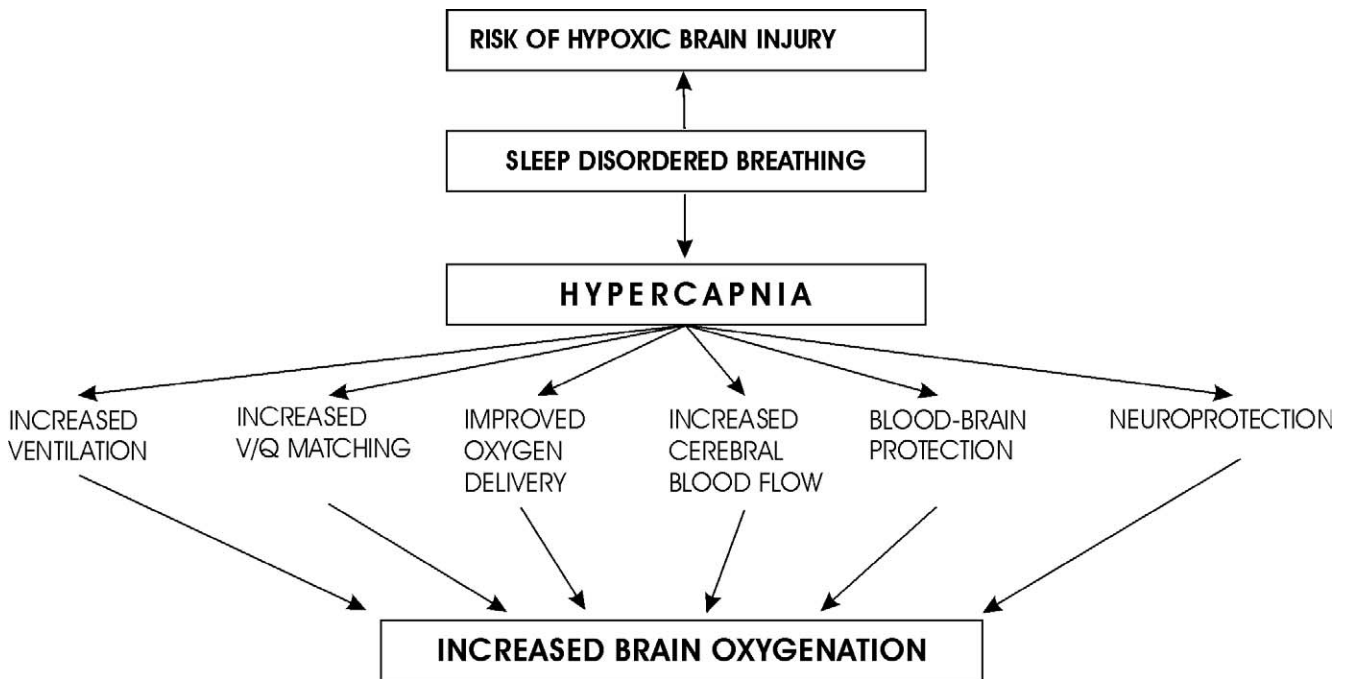 RISK OF HYPOXIC BRAIN INJURY
SLEEP DISORDERED BREATHING
HYPERCAPNIA
INCREASED
VENTILATION
INCREASED
V/Q MATCHING
IMPROVED
OXYGEN
DELIVERY
INCREASED
CEREBRAL
BLOOD FLOW
BLOOD-BRAIN
PROTECTION
NEUROPROTECTION
INCREASED BRAIN OXYGENATION